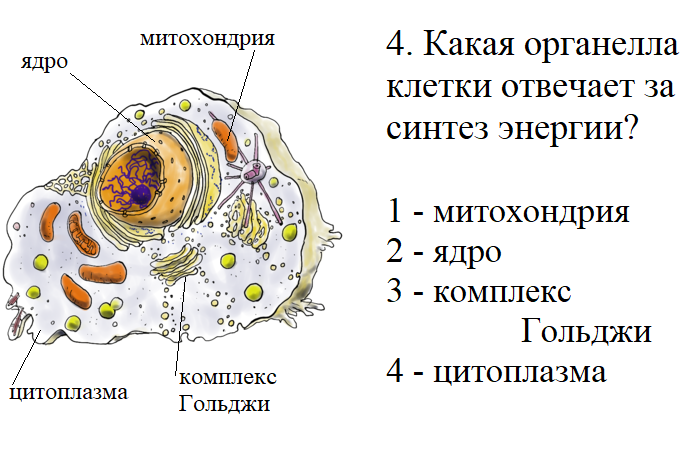 митохондрия
ядро
цитоплазма
комплекс
Гольджи
4. Какая органелла
клетки отвечает за
синтез энергии?
1 - митохондрия
2 - ядро
3 - комплекс
Гольджи
4 - цитоплазма